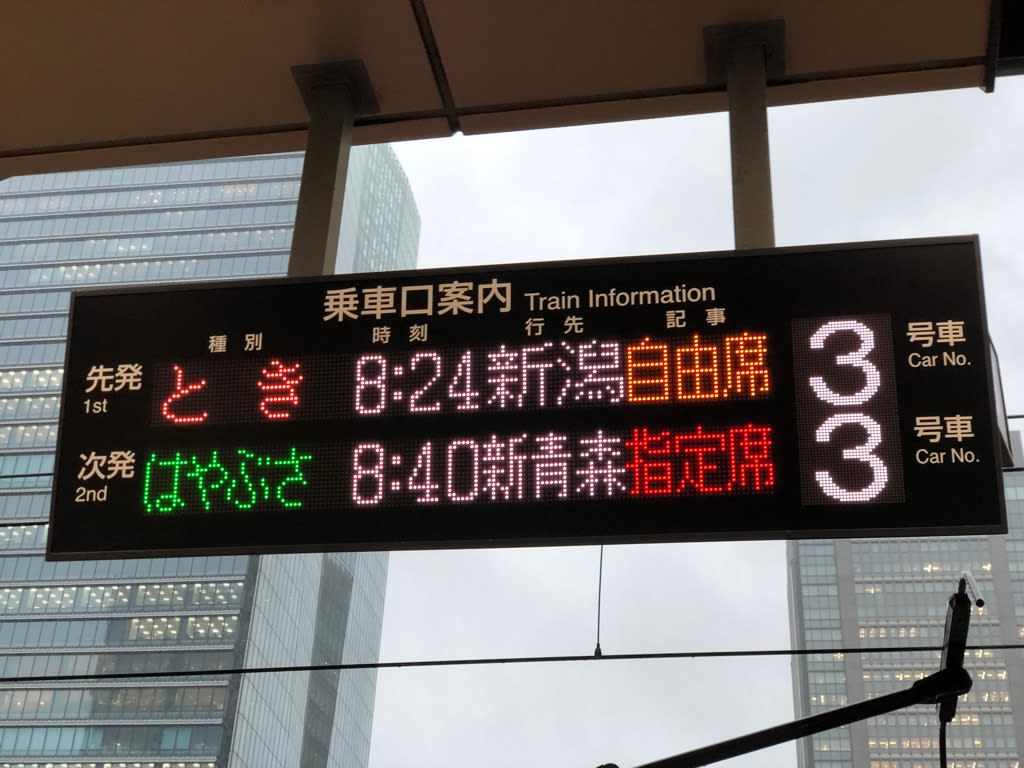 乗車口案内 Train Information
種別 時刻 行先 記事
先発 とき 8:24 新潟 自由席 3 号車
1st Car No.
次発 はやぶさ 8:40 新青森 指定席 3 号車
2nd Car No.